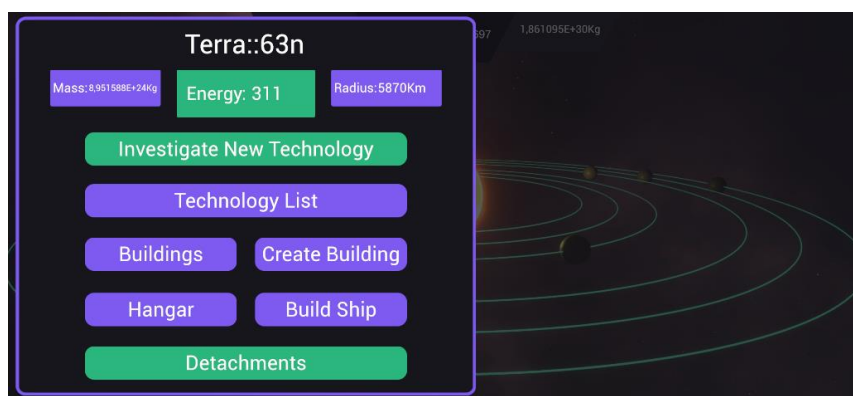 Terra::63n
697 1,861095E+30Kg
Mass:8,951588E+24Kg Energy: 311 Radius:5870Km
Investigate New Technology
Technology List
Buildings Create Building
Hangar Build Ship
Detachments